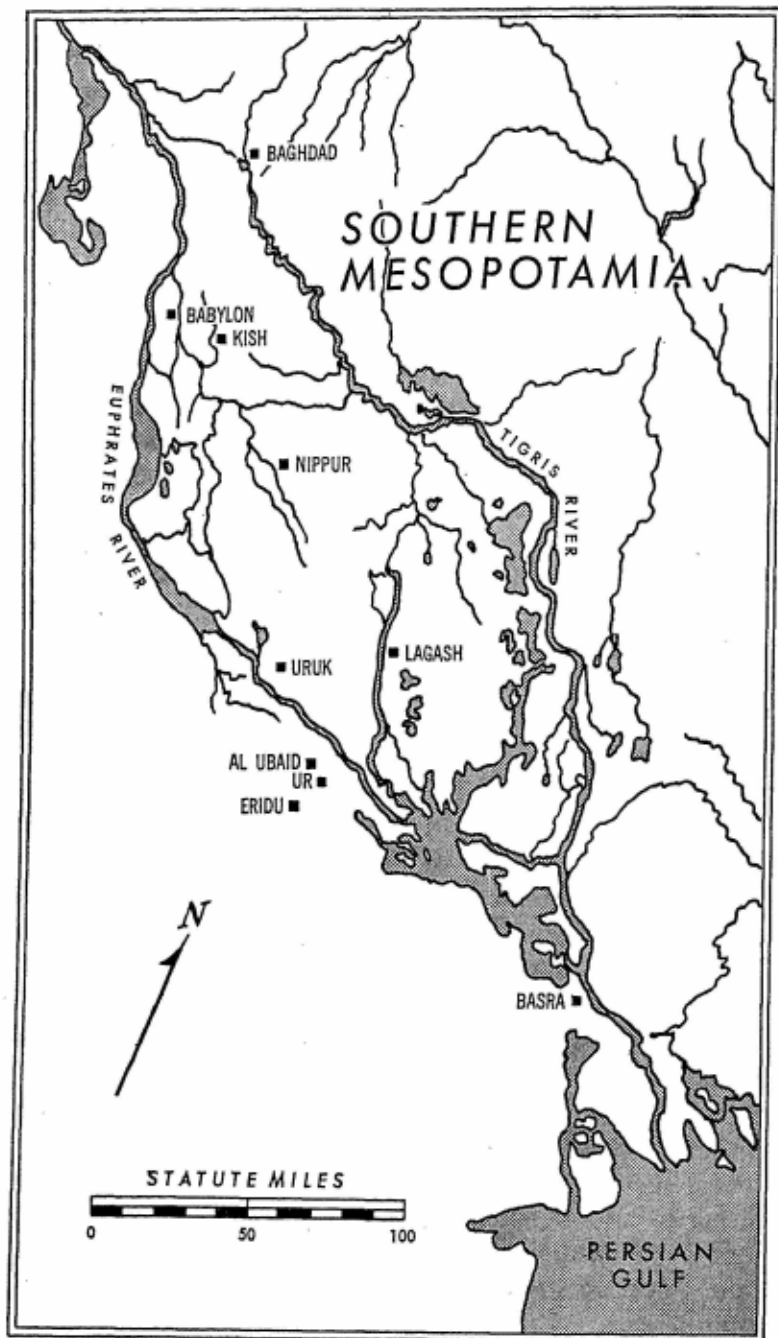 BAGHDAD
SOUTHERN
MESOPOTAMIA
BABYLON
KISH
EUPHRATES
RIVER
TIGRIS
RIVER
NIPPUR
LAGASH
URUK
AL UBAID
UR
ERIDU
N
BASRA
STATUTE MILES
0 50 100
PERSIAN
GULF